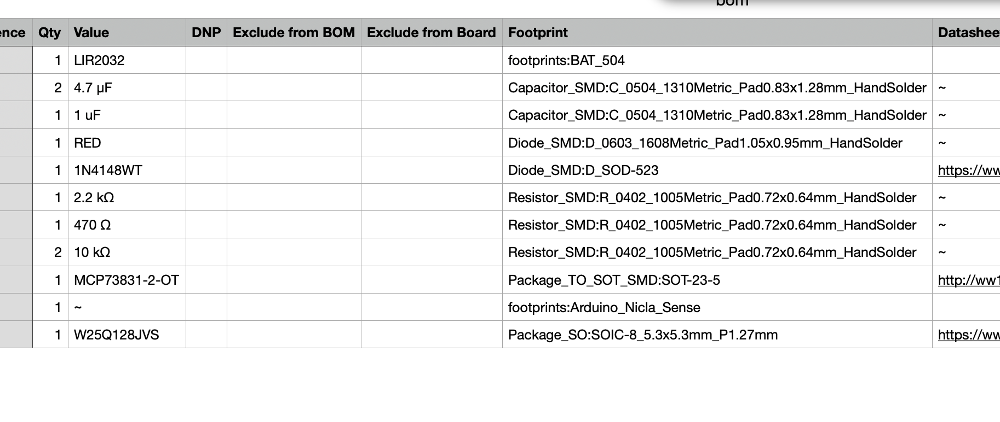 bom
ence Qty Value DNP Exclude from BOM Exclude from Board Footprint Datashee
1 LIR2032 footprints:BAT_504
2 4.7 µF Capacitor_SMD:C_0504_1310Metric_Pad0.83x1.28mm_HandSolder ~
1 1 uF Capacitor_SMD:C_0504_1310Metric_Pad0.83x1.28mm_HandSolder ~
1 RED Diode_SMD:D_0603_1608Metric_Pad1.05x0.95mm_HandSolder ~
1 1N4148WT Diode_SMD:D_SOD-523 https://ww
1 2.2 kΩ Resistor_SMD:R_0402_1005Metric_Pad0.72x0.64mm_HandSolder ~
1 470 Ω Resistor_SMD:R_0402_1005Metric_Pad0.72x0.64mm_HandSolder ~
2 10 kΩ Resistor_SMD:R_0402_1005Metric_Pad0.72x0.64mm_HandSolder ~
1 MCP73831-2-OT Package_TO_SOT_SMD:SOT-23-5 http://ww1
1 ~ footprints:Arduino_Nicla_Sense
1 W25Q128JVS Package_SO:SOIC-8_5.3x5.3mm_P1.27mm https://ww